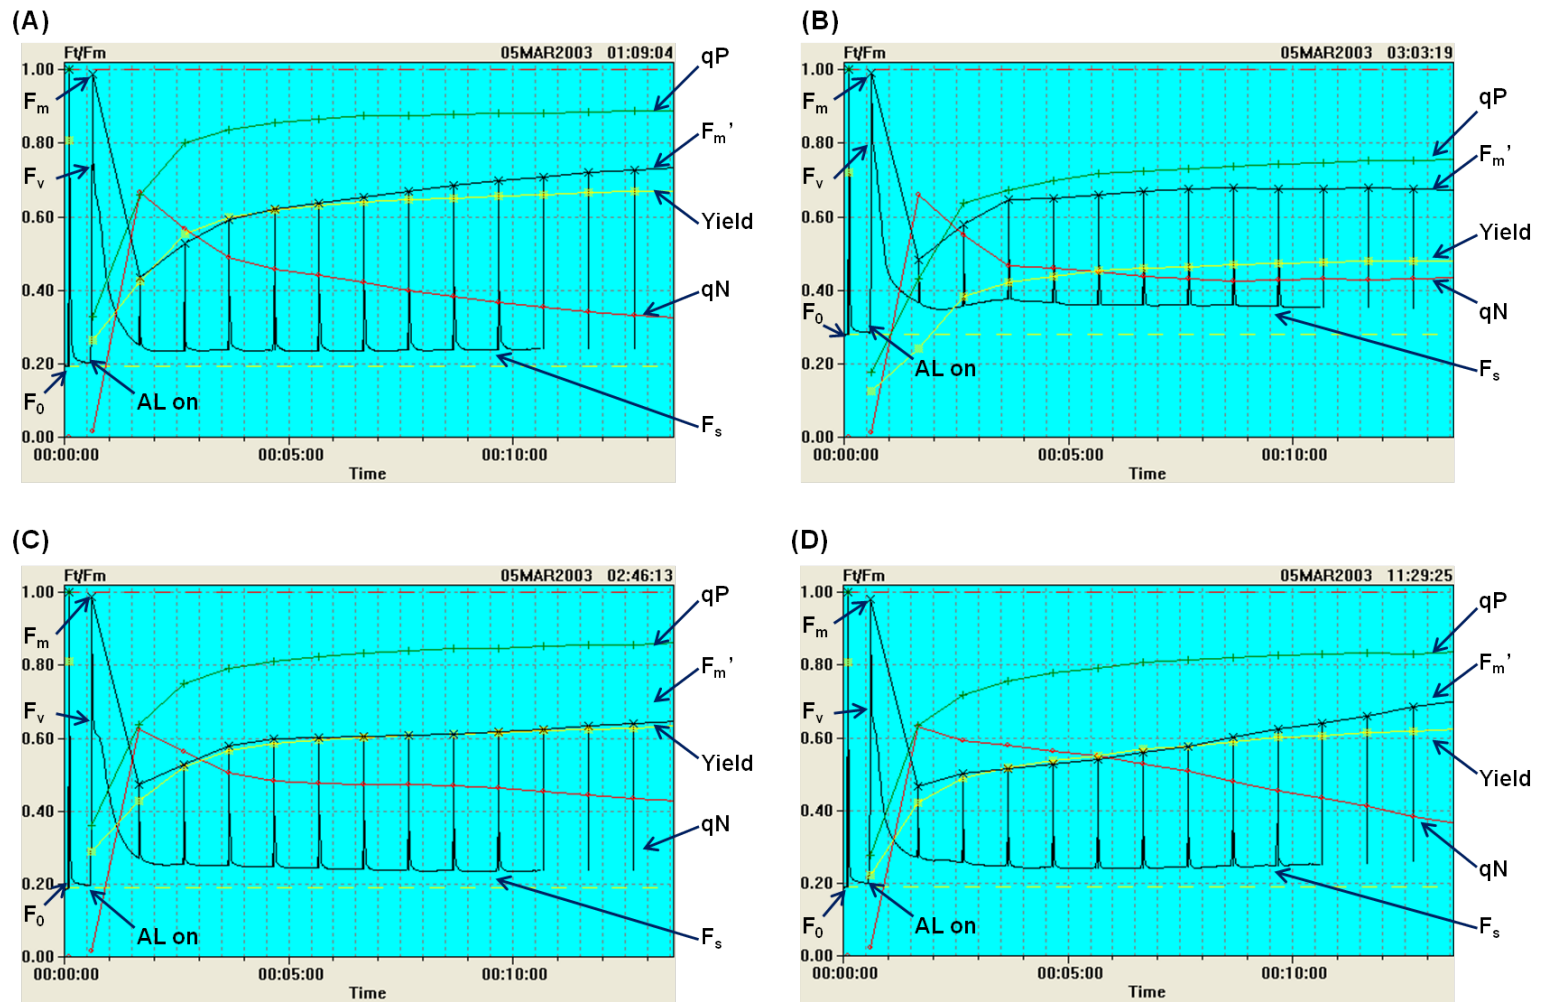 (A)
Ft/Fm 05MAR2003 01:09:04
1.00
0.80
0.60
0.40
0.20
0.00
00:00:00 00:05:00 00:10:00
Time
Fm
Fv
F0
AL on
qP
Fm’
Yield
qN
Fs
(B)
Ft/Fm 05MAR2003 03:03:19
1.00
0.80
0.60
0.40
0.20
0.00
00:00:00 00:05:00 00:10:00
Time
Fm
Fv
F0
AL on
qP
Fm’
Yield
qN
Fs
(C)
Ft/Fm 05MAR2003 02:46:13
1.00
0.80
0.60
0.40
0.20
0.00
00:00:00 00:05:00 00:10:00
Time
Fm
Fv
F0
AL on
qP
Fm’
Yield
qN
Fs
(D)
Ft/Fm 05MAR2003 11:29:25
1.00
0.80
0.60
0.40
0.20
0.00
00:00:00 00:05:00 00:10:00
Time
Fm
Fv
F0
AL on
qP
Fm’
Yield
qN
Fs